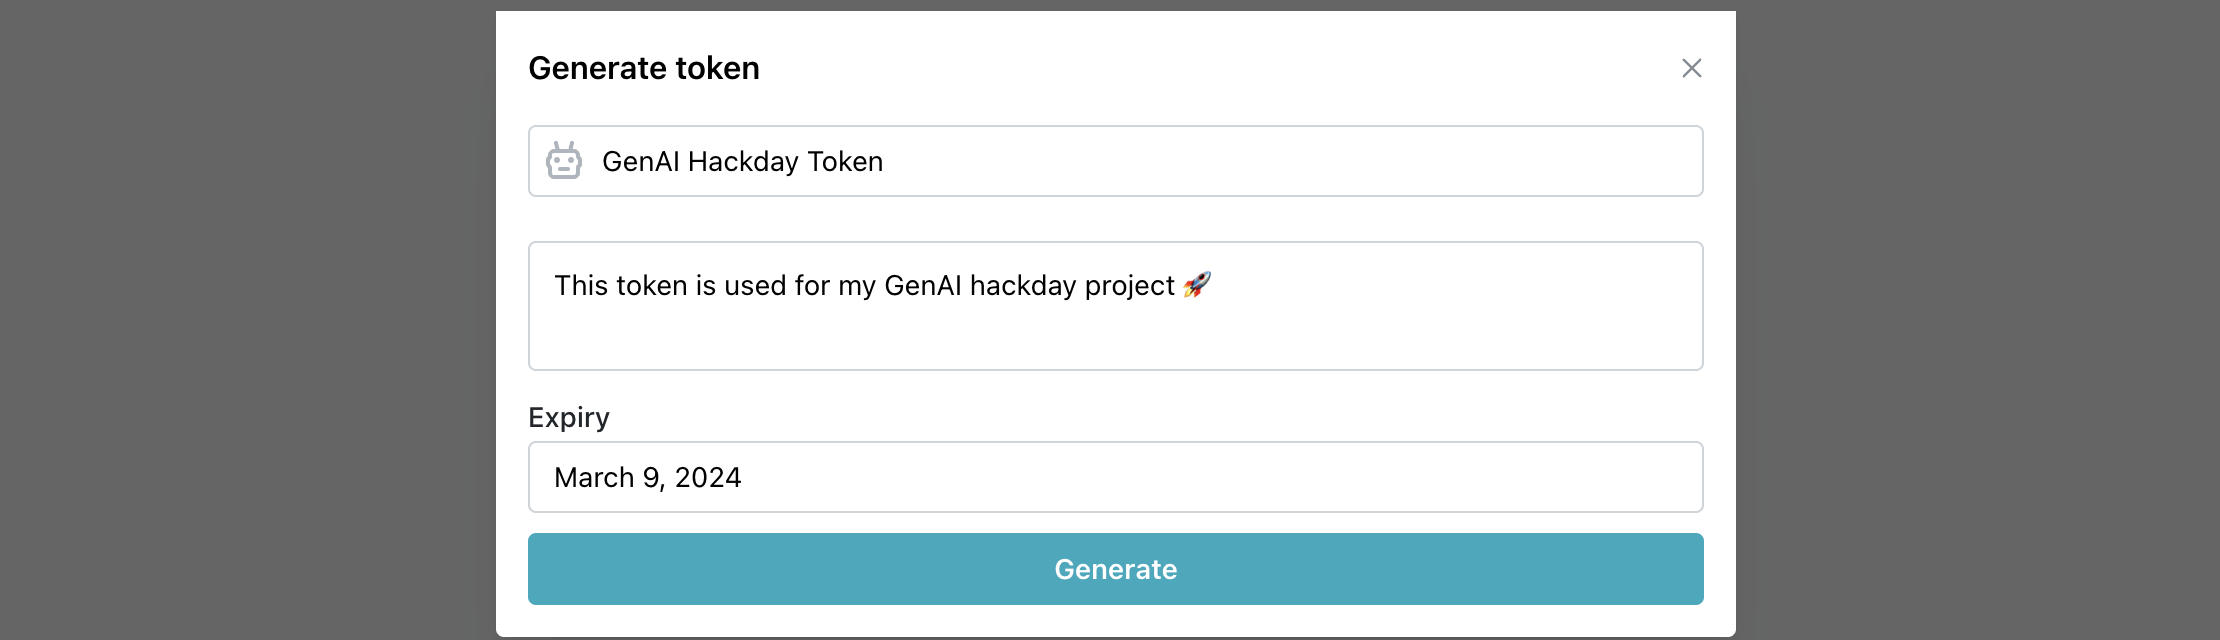 Generate token
GenAI Hackday Token
This token is used for my GenAI hackday project 🚀
Expiry
March 9, 2024
Generate